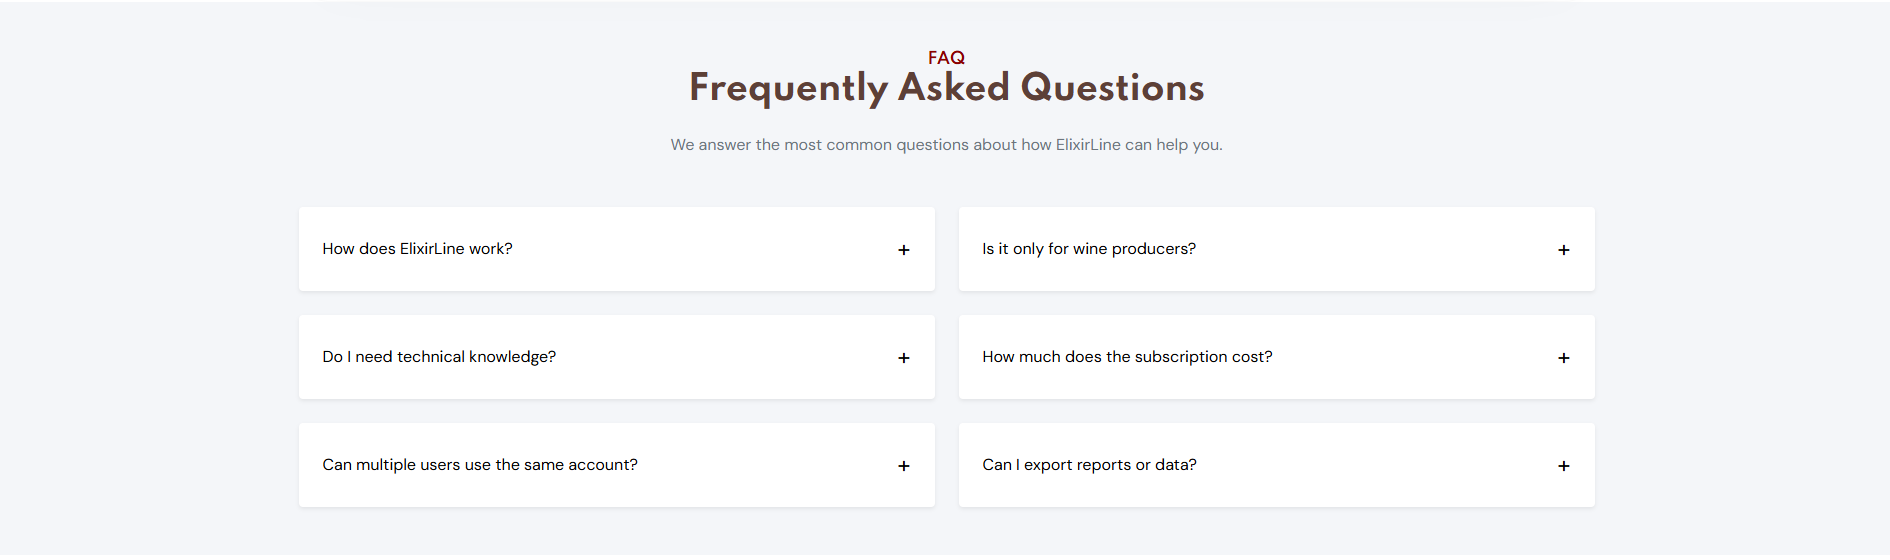 FAQ
Frequently Asked Questions
We answer the most common questions about how ElixirLine can help you.
How does ElixirLine work?
+
Is it only for wine producers?
+
Do I need technical knowledge?
+
How much does the subscription cost?
+
Can multiple users use the same account?
+
Can I export reports or data?
+